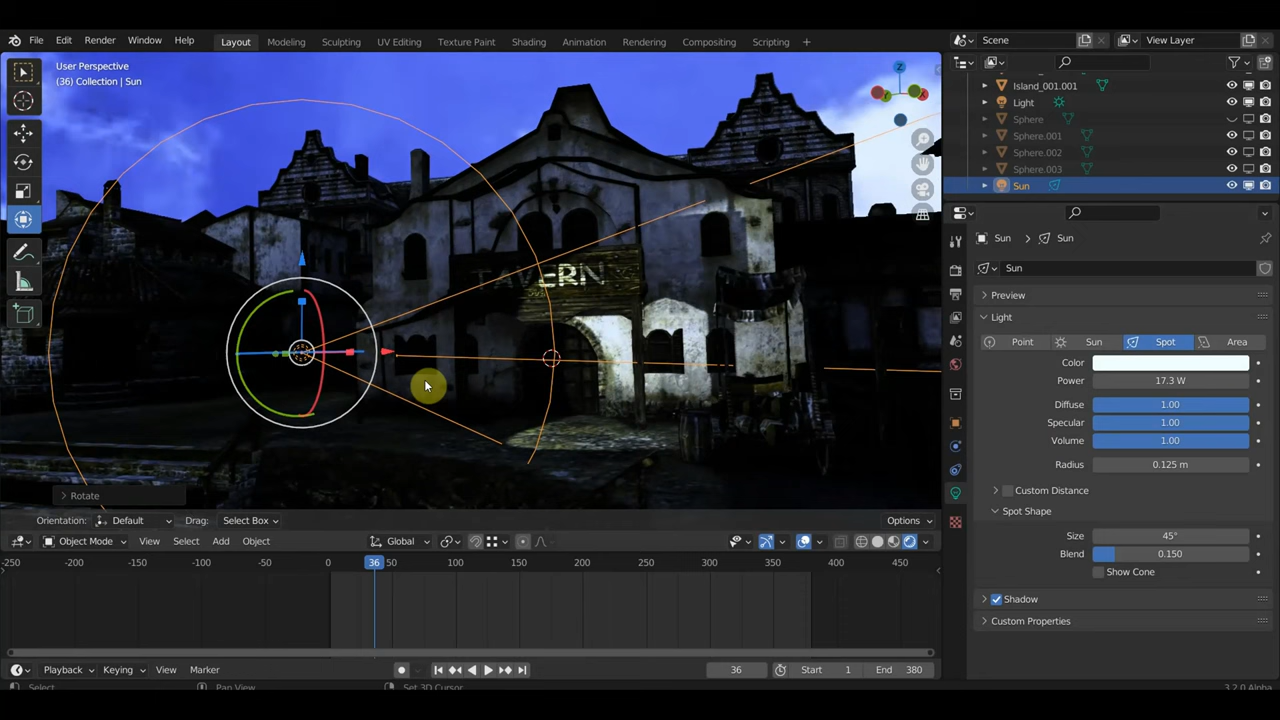 File Edit Render Window Help
Layout Modeling Sculpting UV Editing Texture Paint Shading Animation Rendering Compositing Scripting +
Scene View Layer
User Perspective
(36) Collection | Sun
Z
Island_001.001
Light
Sphere
Sphere.001
Sphere.002
Sphere.003
Sun
TAVERN
Sun > Sun
Sun
Preview
Light
Point Sun Spot Area
Color
Power 17.3 W
Diffuse 1.00
Specular 1.00
Volume 1.00
Radius 0.125 m
Custom Distance
Spot Shape
Size 45°
Blend 0.150
Show Cone
Shadow
Custom Properties
Rotate
Orientation: Default Drag: Select Box Options
Object Mode View Select Add Object Global
-250 -200 -150 -100 -50 0 36 50 100 150 200 250 300 350 400 450
Playback Keying View Marker 36 Start 1 End 380
Select Pan View Set 3D Cursor 3.2.0 Alpha